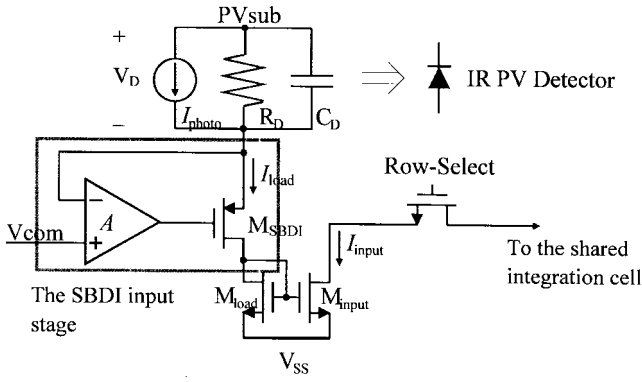 PVsub
+
V_D
−
I_photo
R_D
C_D
IR PV Detector
I_load
−
A
+
Vcom
M_SBDI
Row-Select
I_input
To the shared
integration cell
The SBDI input
stage
M_load
M_input
V_SS